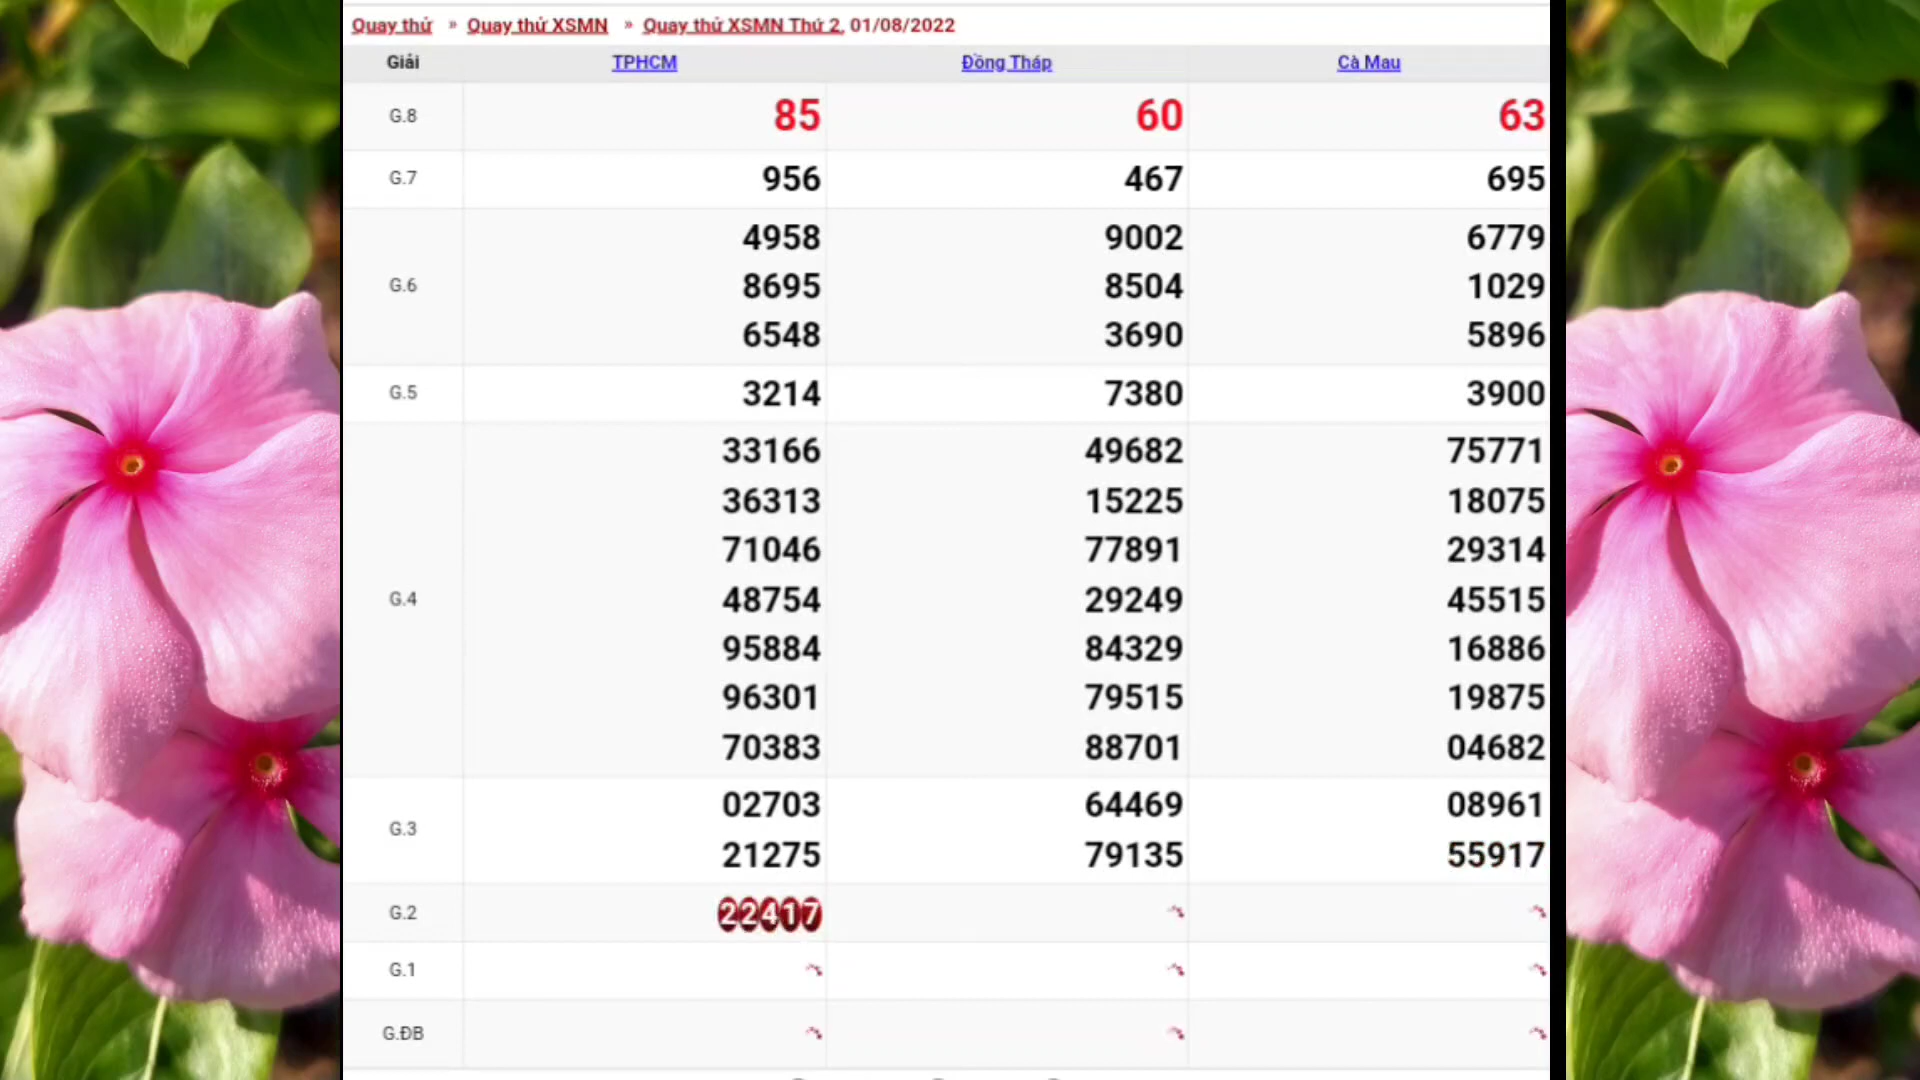 Quay thử » Quay thử XSMN » Quay thử XSMN Thứ 2, 01/08/2022
Giải TPHCM Đồng Tháp Cà Mau
G.8 85 60 63
G.7 956 467 695
G.6 4958 9002 6779
8695 8504 1029
6548 3690 5896
G.5 3214 7380 3900
G.4 33166 49682 75771
36313 15225 18075
71046 77891 29314
48754 29249 45515
95884 84329 16886
96301 79515 19875
70383 88701 04682
G.3 02703 64469 08961
21275 79135 55917
G.2 22417
G.1
G.ĐB